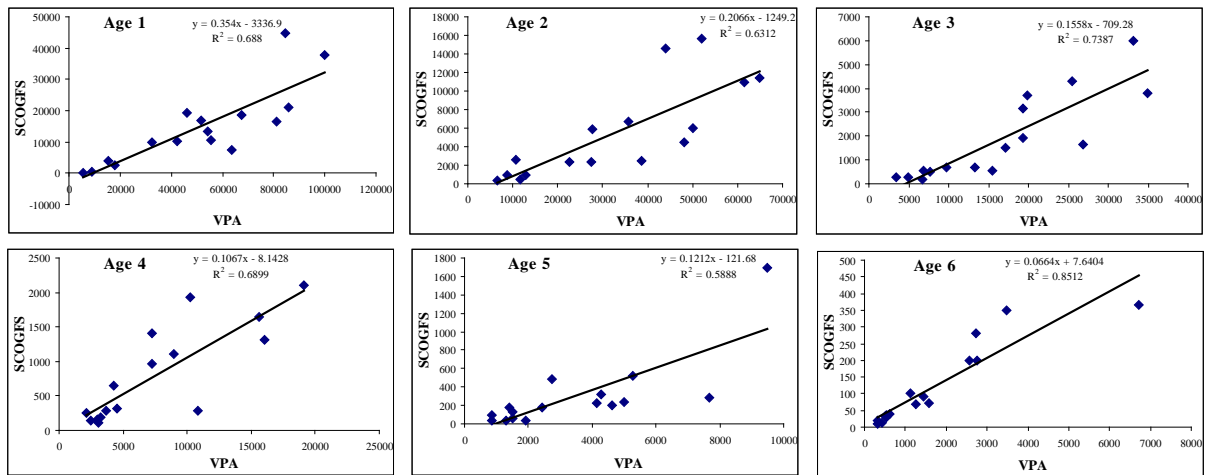 Age 1
y = 0.354x - 3336.9
R² = 0.688
50000
40000
30000
20000
10000
0
-10000
SCOGFS
0 20000 40000 60000 80000 100000 120000
VPA
Age 2
y = 0.2066x - 1249.2
R² = 0.6312
18000
16000
14000
12000
10000
8000
6000
4000
2000
0
SCOGFS
0 10000 20000 30000 40000 50000 60000 70000
VPA
Age 3
y = 0.1558x - 709.28
R² = 0.7387
7000
6000
5000
4000
3000
2000
1000
0
SCOGFS
0 5000 10000 15000 20000 25000 30000 35000 40000
VPA
Age 4
y = 0.1067x - 8.1428
R² = 0.6899
2500
2000
1500
1000
500
0
SCOGFS
0 5000 10000 15000 20000 25000
VPA
Age 5
y = 0.1212x - 121.68
R² = 0.5888
1800
1600
1400
1200
1000
800
600
400
200
0
SCOGFS
0 2000 4000 6000 8000 10000
VPA
Age 6
y = 0.0664x + 7.6404
R² = 0.8512
500
450
400
350
300
250
200
150
100
50
0
SCOGFS
0 1000 2000 3000 4000 5000 6000 7000 8000
VPA